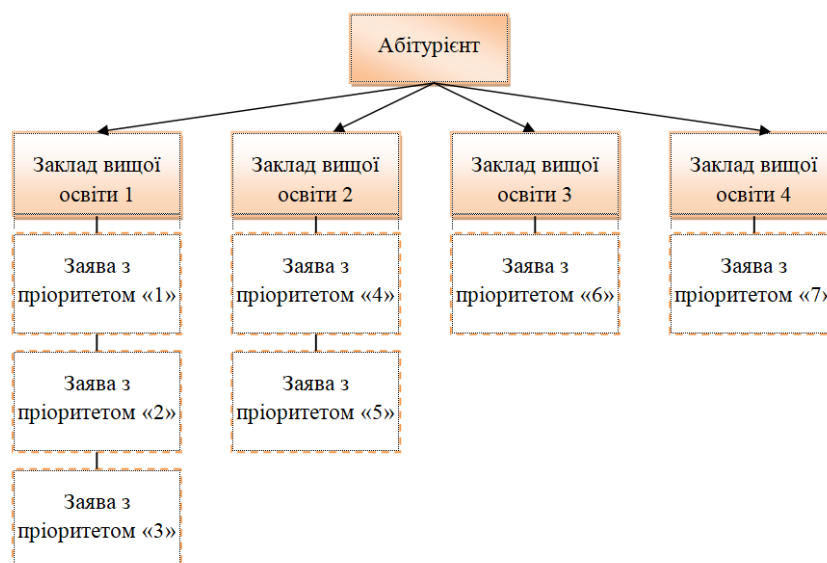 Абітурієнт
Заклад вищої
освіти 1
Заява з
пріоритетом «1»
Заява з
пріоритетом «2»
Заява з
пріоритетом «3»
Заклад вищої
освіти 2
Заява з
пріоритетом «4»
Заява з
пріоритетом «5»
Заклад вищої
освіти 3
Заява з
пріоритетом «6»
Заклад вищої
освіти 4
Заява з
пріоритетом «7»